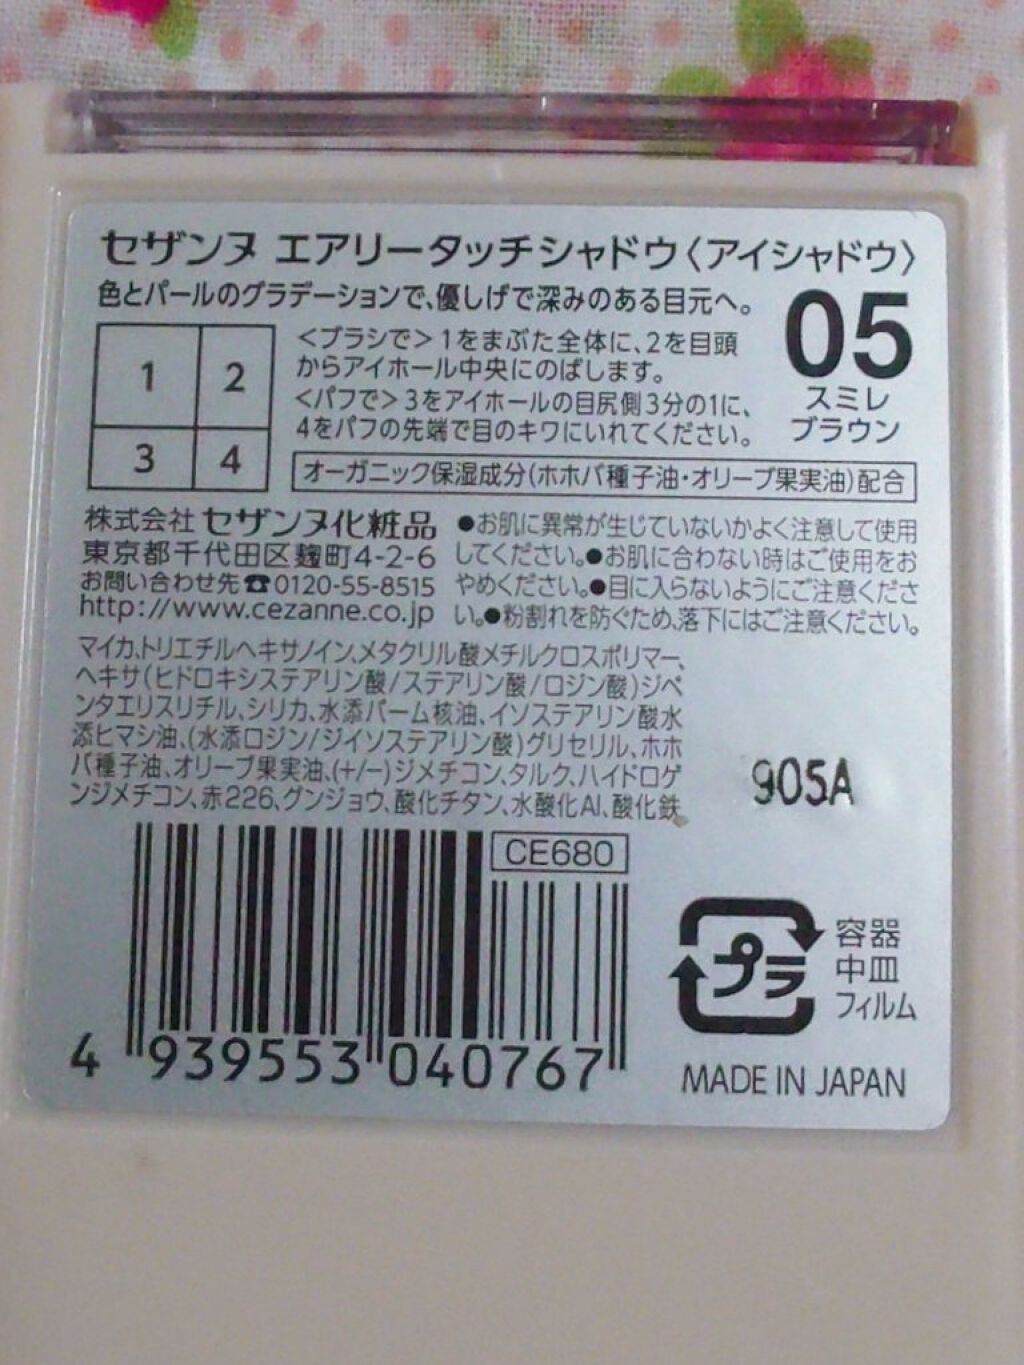 セザンヌ エアリータッチシャドウ〈アイシャドウ〉
色とパールのグラデーションで、優しげで深みのある目元へ。
05
スミレ
ブラウン
1 2
3 4
<ブラシで> 1をまぶた全体に、2を目頭
からアイホール中央にのばします。
<パフで> 3をアイホールの目尻側3分の1に、
4をパフの先端で目のキワにいれてください。
オーガニック保湿成分(ホホバ種子油・オリーブ果実油)配合
株式会社 セザンヌ化粧品
東京都千代田区麹町4-2-6
お問い合わせ先☎0120-55-8515
http://www.cezanne.co.jp
●お肌に異常が生じていないかよく注意して使用
してください。●お肌に合わない時はご使用をお
やめください。●目に入らないようにご注意くださ
い。●粉割れを防ぐため、落下にはご注意ください。
マイカ、トリエチルヘキサノイン、メタクリル酸メチルクロスポリマー、
ヘキサ(ヒドロキシステアリン酸/ステアリン酸/ロジン酸)ジペ
ンタエリスリチル、シリカ、水添パーム核油、イソステアリン酸水
添ヒマシ油、(水添ロジン/ジイソステアリン酸)グリセリル、ホホ
バ種子油、オリーブ果実油、(+/−)ジメチコン、タルク、ハイドロゲ
ンジメチコン、赤226、グンジョウ、酸化チタン、水酸化Al、酸化鉄
905A
CE680
4 939553 040767
プラ
容器
中皿
フィルム
MADE IN JAPAN